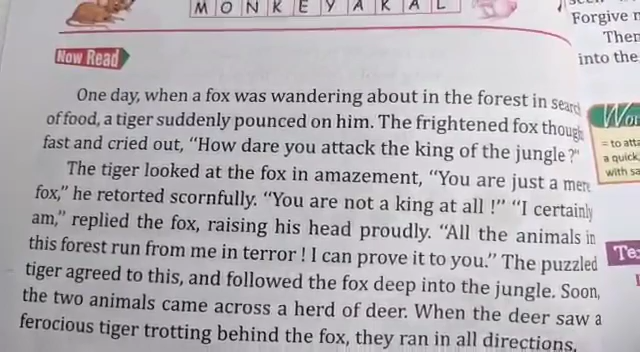 MONKEYAKAL
Forgive
Then
into the
Now Read
One day, when a fox was wandering about in the forest in search
of food, a tiger suddenly pounced on him. The frightened fox though
fast and cried out, “How dare you attack the king of the jungle ?”
The tiger looked at the fox in amazement, “You are just a mere
fox,” he retorted scornfully. “You are not a king at all !” “I certainly
am,” replied the fox, raising his head proudly. “All the animals in
this forest run from me in terror ! I can prove it to you.” The puzzled
tiger agreed to this, and followed the fox deep into the jungle. Soon,
the two animals came across a herd of deer. When the deer saw a
ferocious tiger trotting behind the fox, they ran in all directions.
= to atta
a quick
with sa